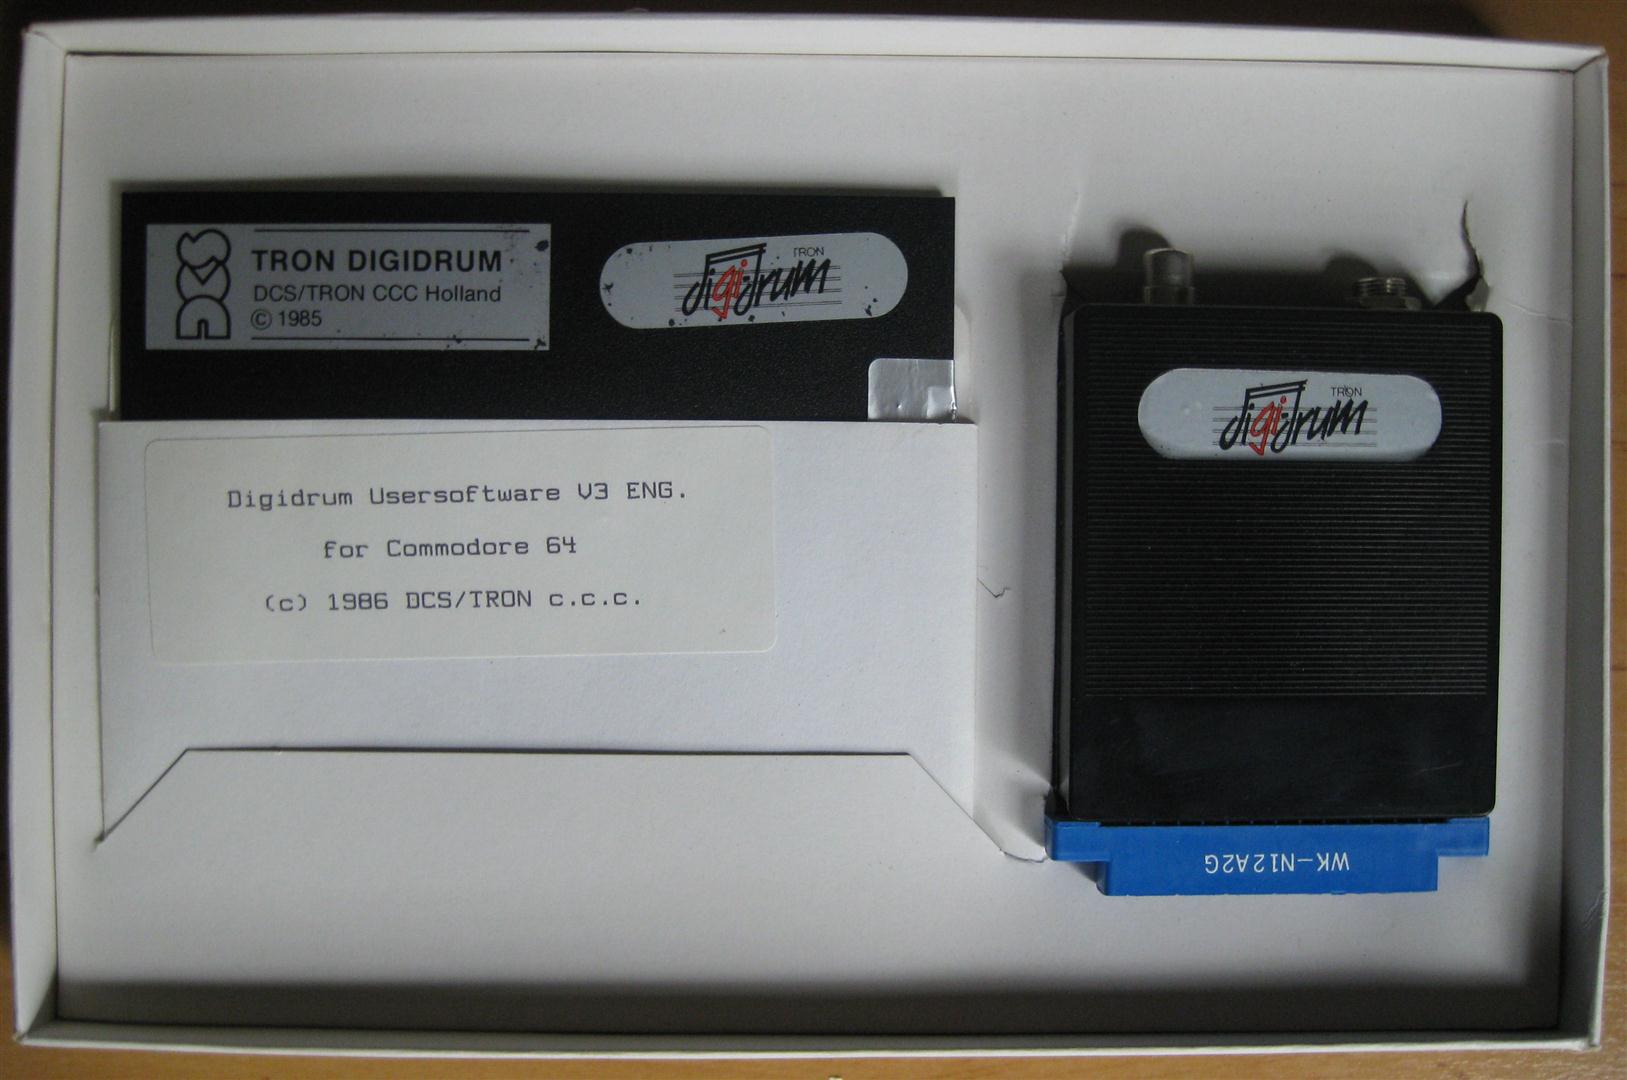 DCS
TRON DIGIDRUM
DCS/TRON CCC Holland
© 1985
TRON
digidrum
Digidrum Usersoftware V3 ENG.
for Commodore 64
(c) 1986 DCS/TRON c.c.c.
TRON
digidrum
WK-N12A2G